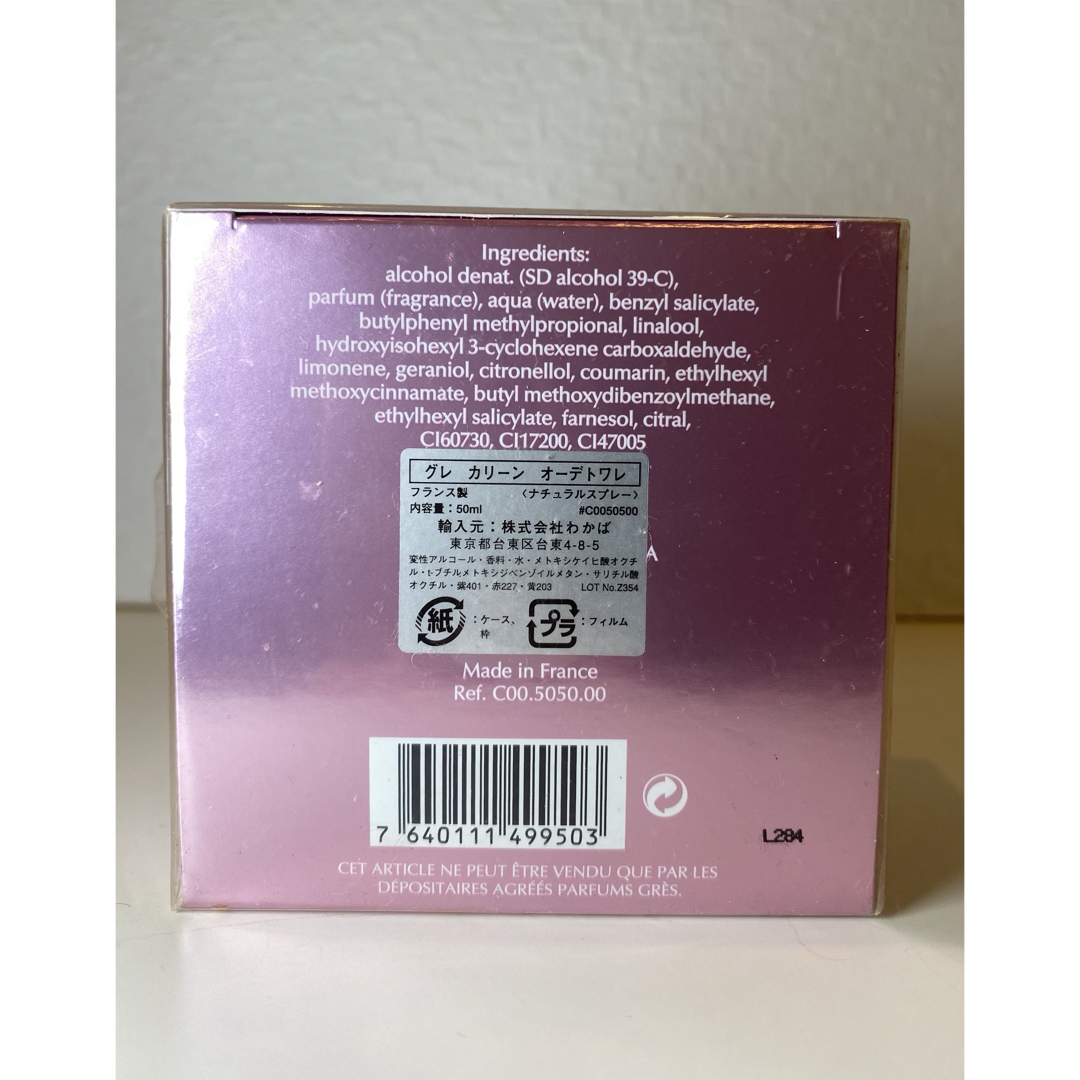 Ingredients:
alcohol denat. (SD alcohol 39-C),
parfum (fragrance), aqua (water), benzyl salicylate,
butylphenyl methylpropional, linalool,
hydroxyisohexyl 3-cyclohexene carboxaldehyde,
limonene, geraniol, citronellol, coumarin, ethylhexyl
methoxycinnamate, butyl methoxydibenzoylmethane,
ethylhexyl salicylate, farnesol, citral,
CI60730, CI17200, CI47005
グレ カリーン オーデトワレ
フランス製 〈ナチュラルスプレー〉
内容量：50ml #C0050500
輸入元：株式会社わかば
東京都台東区台東4-8-5
A
変性アルコール・香料・水・メトキシケイヒ酸オクチ
ル・t-ブチルメトキシジベンゾイルメタン・サリチル酸
オクチル・紫401・赤227・黄203 LOT No.Z354
紙：ケース、 プラ：フィルム
枠
Made in France
Ref. C00.5050.00
7 640111 499503
L284
CET ARTICLE NE PEUT ÊTRE VENDU QUE PAR LES
DÉPOSITAIRES AGRÉÉS PARFUMS GRÈS.